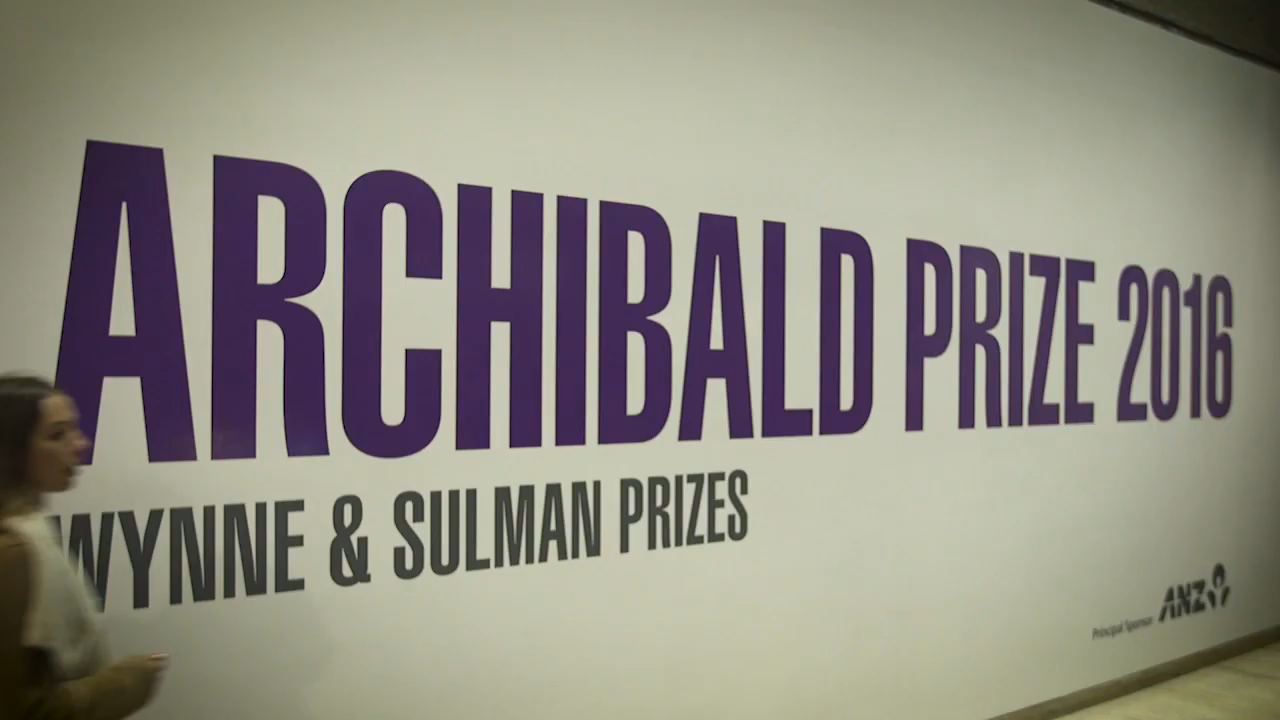 ARCHIBALD PRIZE 2016
WYNNE & SULMAN PRIZES
Principal Sponsor ANZ